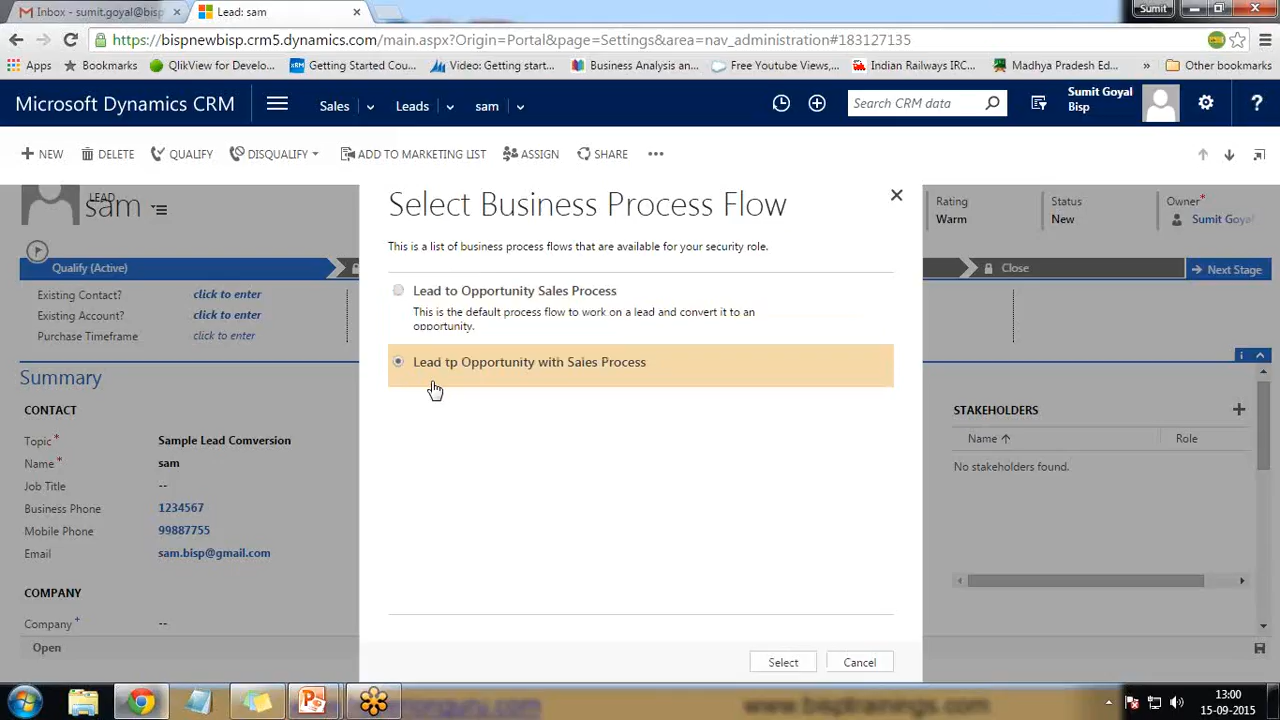 Inbox - sumit.goyal@bisp
Lead: sam
Sumit
https://bispnewbisp.crm5.dynamics.com/main.aspx?Origin=Portal&page=Settings&area=nav_administration#183127135
Apps
Bookmarks
QlikView for Develo...
Getting Started Cou...
Video: Getting start...
Business Analysis an...
Free Youtube Views,...
Indian Railways IRC...
Madhya Pradesh Ed...
»
Other bookmarks
Microsoft Dynamics CRM
Sales
Leads
sam
Search CRM data
Sumit Goyal
Bisp
?
NEW
DELETE
QUALIFY
DISQUALIFY
ADD TO MARKETING LIST
ASSIGN
SHARE
LEAD
sam
Rating
Warm
Status
New
Owner*
Sumit Goya
Qualify (Active)
Close
Next Stage
Existing Contact?
click to enter
Existing Account?
click to enter
Purchase Timeframe
click to enter
Select Business Process Flow
This is a list of business process flows that are available for your security role.
Lead to Opportunity Sales Process
This is the default process flow to work on a lead and convert it to an
opportunity.
Lead tp Opportunity with Sales Process
Select
Cancel
Summary
CONTACT
Topic*
Sample Lead Comversion
Name*
sam
Job Title
--
Business Phone
1234567
Mobile Phone
99887755
Email
sam.bisp@gmail.com
COMPANY
Company+
--
Open
STAKEHOLDERS
Name
Role
No stakeholders found.
www.bisptrainings.com
13:00
15-09-2015